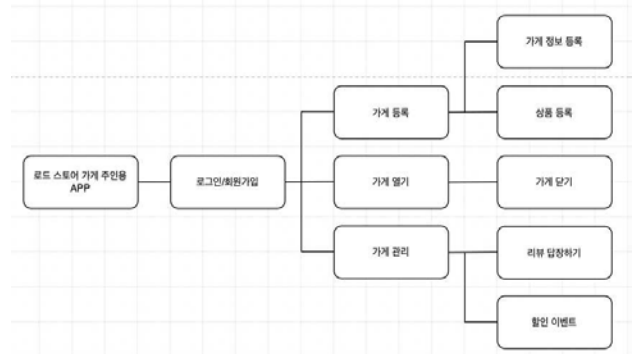 가게 정보 등록
가게 등록
상품 등록
로드 스토어 가게 주인용
APP
로그인/회원가입
가게 열기
가게 닫기
가게 관리
리뷰 답장하기
할인 이벤트